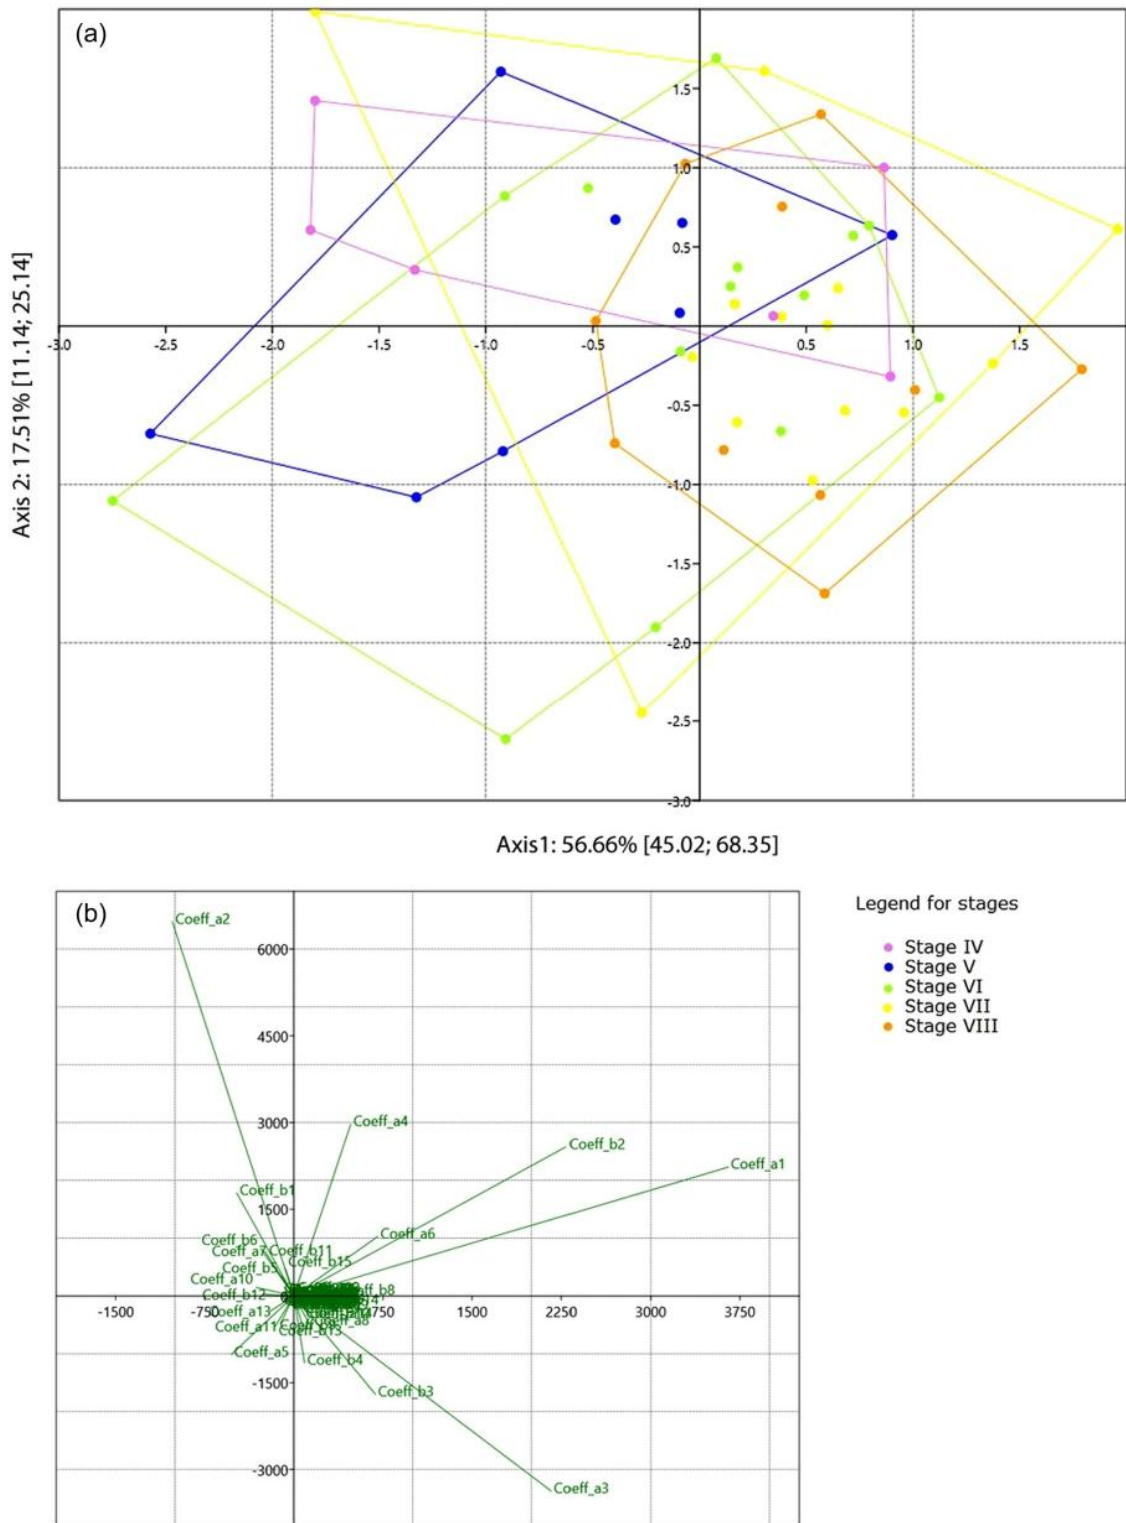 (a)
1.5
1.0
0.5
-3.0 -2.5 -2.0 -1.5 -1.0 -0.5 0.5 1.0 1.5
-0.5
-1.0
-1.5
-2.0
-2.5
-3.0
Axis 2: 17.51% [11.14; 25.14]
Axis1: 56.66% [45.02; 68.35]
(b)
Coeff_a2
6000
4500
3000
Coeff_a4
Coeff_b2
Coeff_a1
Coeff_b1
1500
Coeff_a6
Coeff_b6
Coeff_a7
Coeff_b11
Coeff_b5
Coeff_b15
Coeff_a10
Coeff_b8
Coeff_b12
-1500 -750 1500 2250 3000 3750
Coeff_a13
Coeff_a11
Coeff_a8
Coeff_b13
Coeff_a5
Coeff_b4
-1500
Coeff_b3
-3000
Coeff_a3
Legend for stages
Stage IV
Stage V
Stage VI
Stage VII
Stage VIII